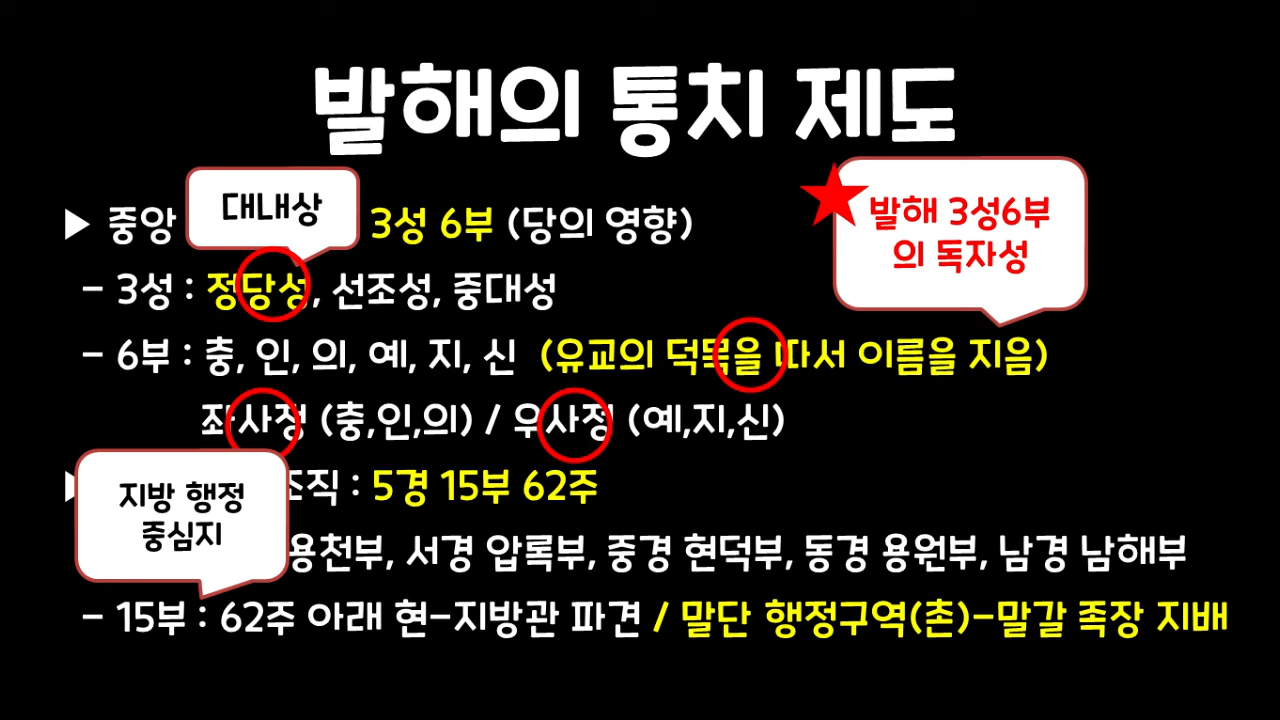 발해의 통치 제도
대내상
발해 3성6부
의 독자성
▶ 중앙 3성 6부 (당의 영향)
- 3성 : 정당성, 선조성, 중대성
- 6부 : 충, 인, 의, 예, 지, 신 (유교의 덕목을 따서 이름을 지음)
좌사정 (충,인,의) / 우사정 (예,지,신)
지방 행정
중심지
조직 : 5경 15부 62주
용천부, 서경 압록부, 중경 현덕부, 동경 용원부, 남경 남해부
- 15부 : 62주 아래 현-지방관 파견 / 말단 행정구역(촌)-말갈 족장 지배